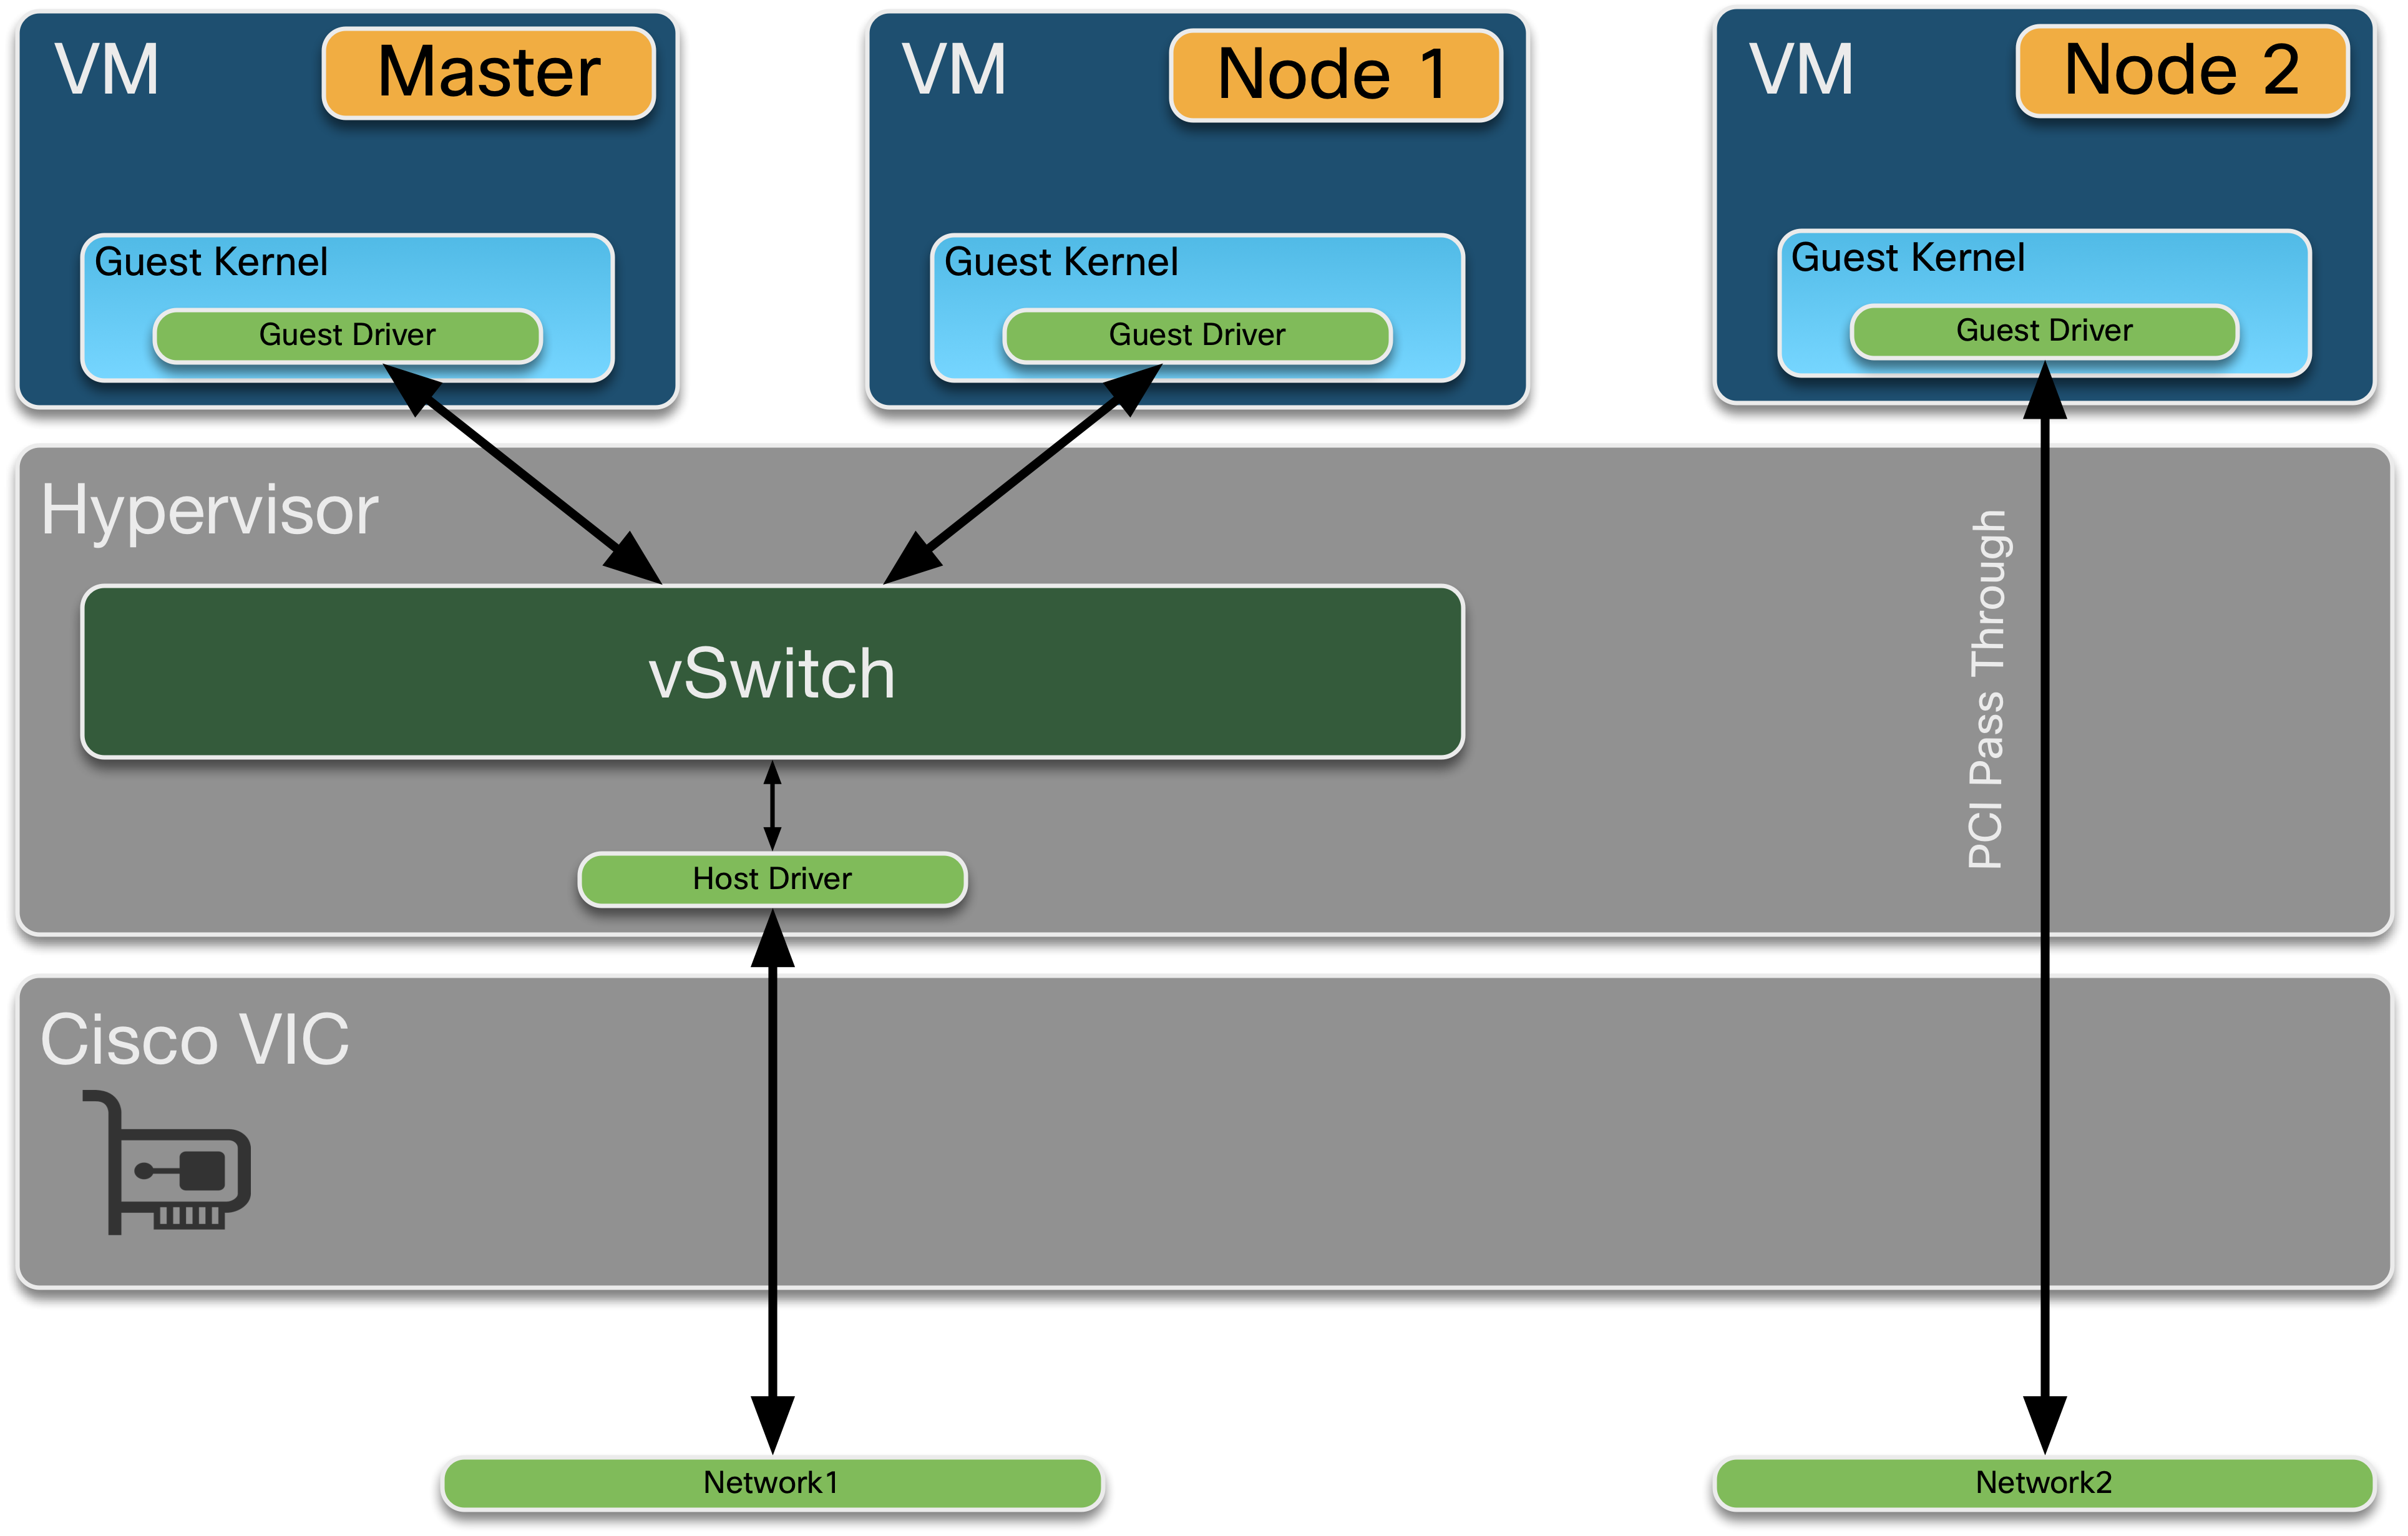 VM
Master
VM
Node 1
VM
Node 2
Guest Kernel
Guest Driver
Guest Kernel
Guest Driver
Guest Kernel
Guest Driver
Hypervisor
vSwitch
PCI Pass Through
Host Driver
Cisco VIC
Network1
Network2